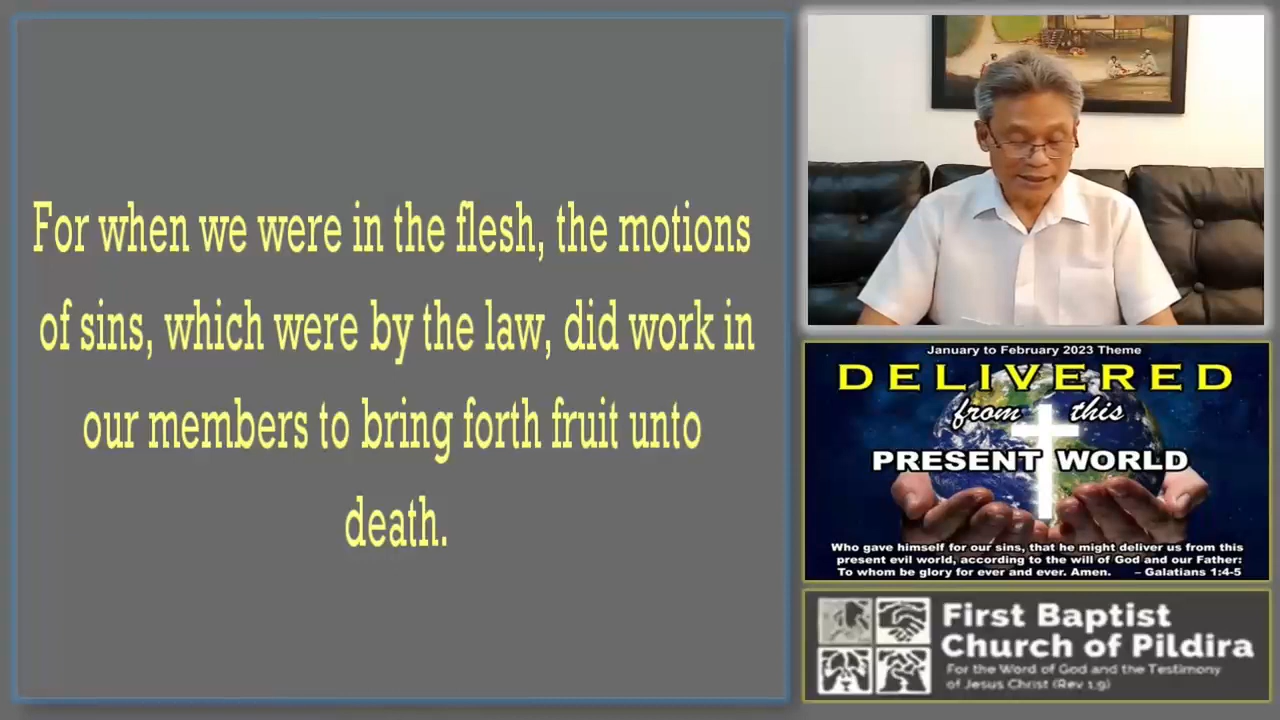 For when we were in the flesh, the motions
of sins, which were by the law, did work in
our members to bring forth fruit unto
death.
January to February 2023 Theme
DELIVERED
from this
PRESENT WORLD
Who gave himself for our sins, that he might deliver us from this
present evil world, according to the will of God and our Father:
To whom be glory for ever and ever. Amen. – Galatians 1:4-5
First Baptist
Church of Pildira
For the Word of God and the Testimony
of Jesus Christ (Rev 1:9)